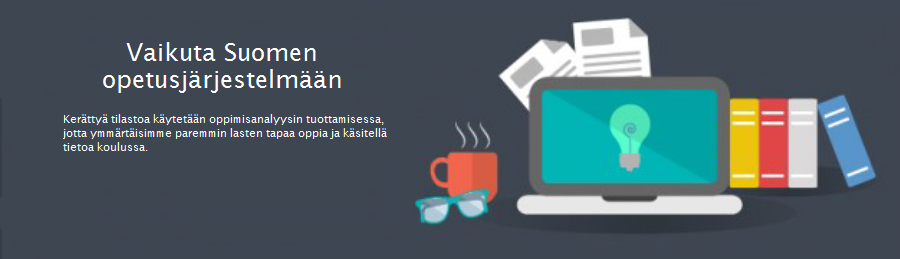 Vaikuta Suomen
opetusjärjestelmään
Kerättyä tilastoa käytetään oppimisanalyysin tuottamisessa,
jotta ymmärtäisimme paremmin lasten tapaa oppia ja käsitellä
tietoa koulussa.